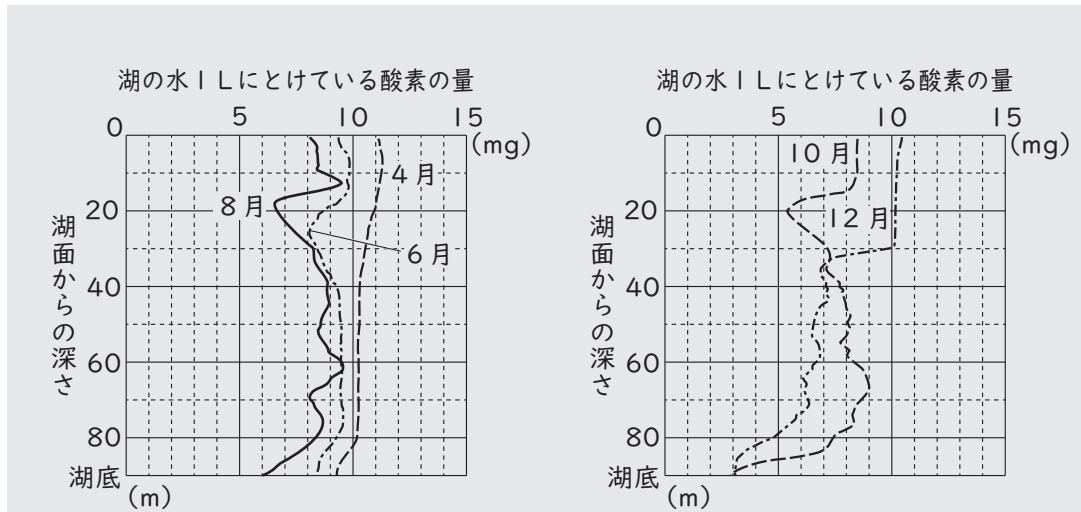 湖の水1Lにとけている酸素の量
0 5 10 15
(mg)
4月
8月
20
6月
40
60
80
湖底
(m)
湖面からの深さ
湖の水1Lにとけている酸素の量
0 5 10 15
(mg)
10月
20
12月
40
60
80
湖底
(m)
湖面からの深さ